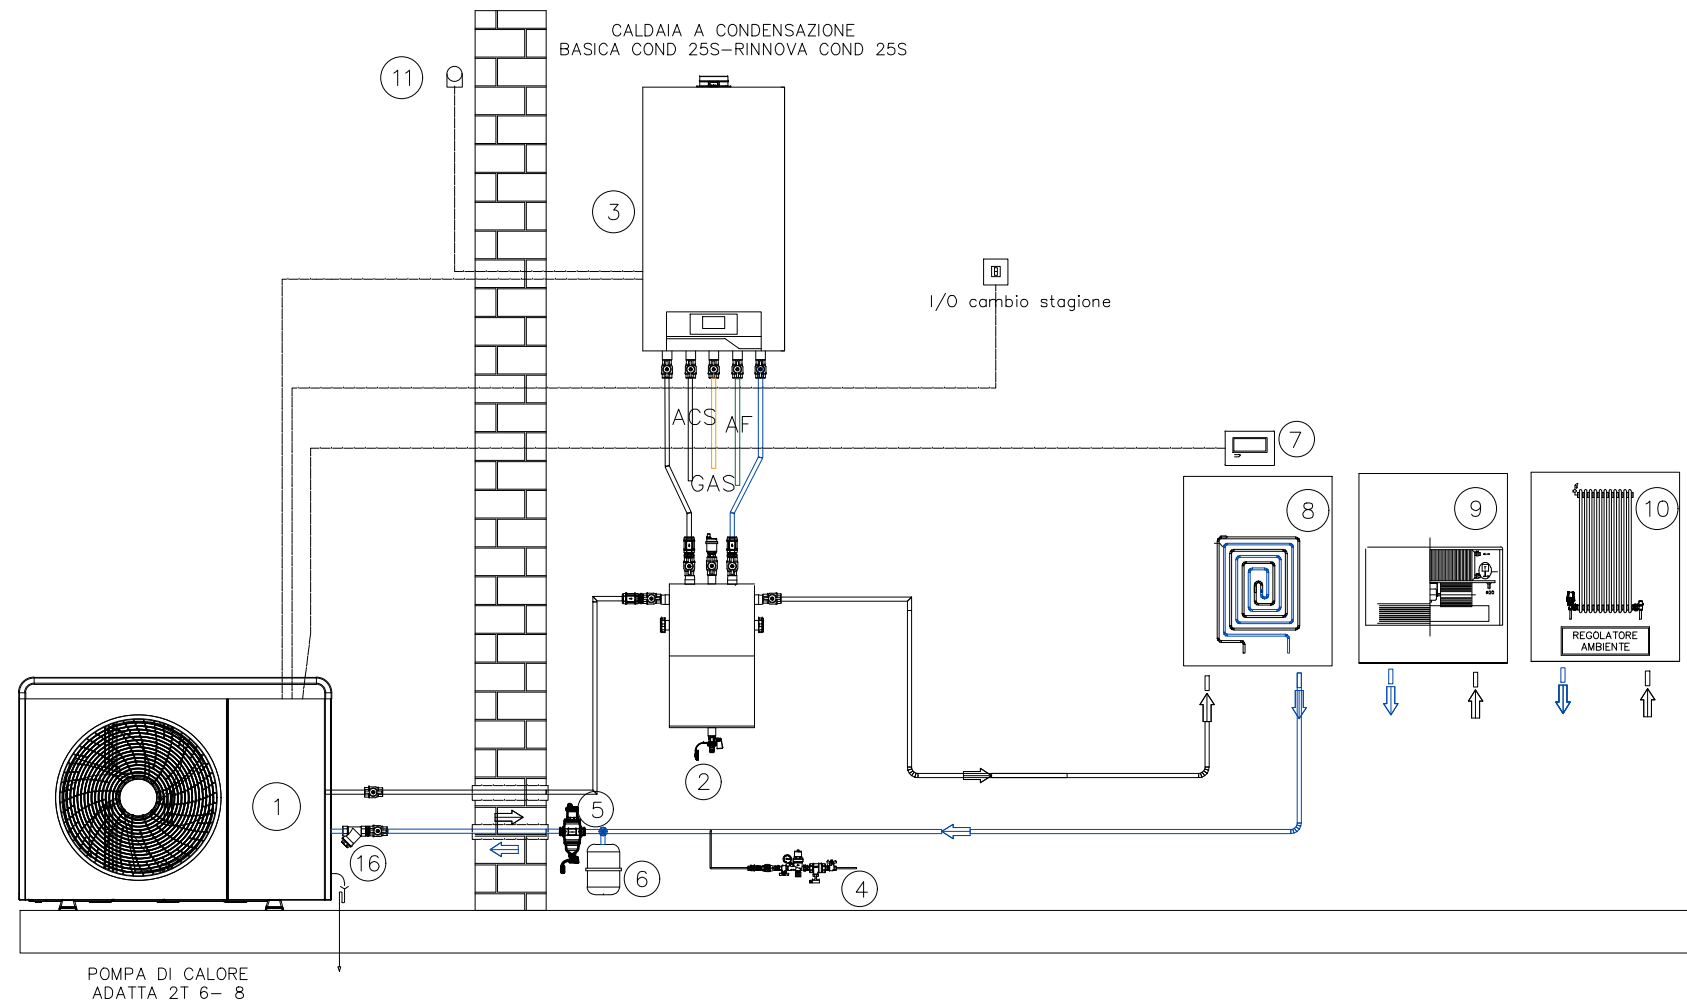 CALDAIA A CONDENSAZIONE
BASICA COND 25S-RINNOVA COND 25S
11
3
I/O cambio stagione
ACS
AF
GAS
7
8
9
10
REGOLATORE
AMBIENTE
2
1
5
16
6
4
POMPA DI CALORE
ADATTA 2T 6- 8